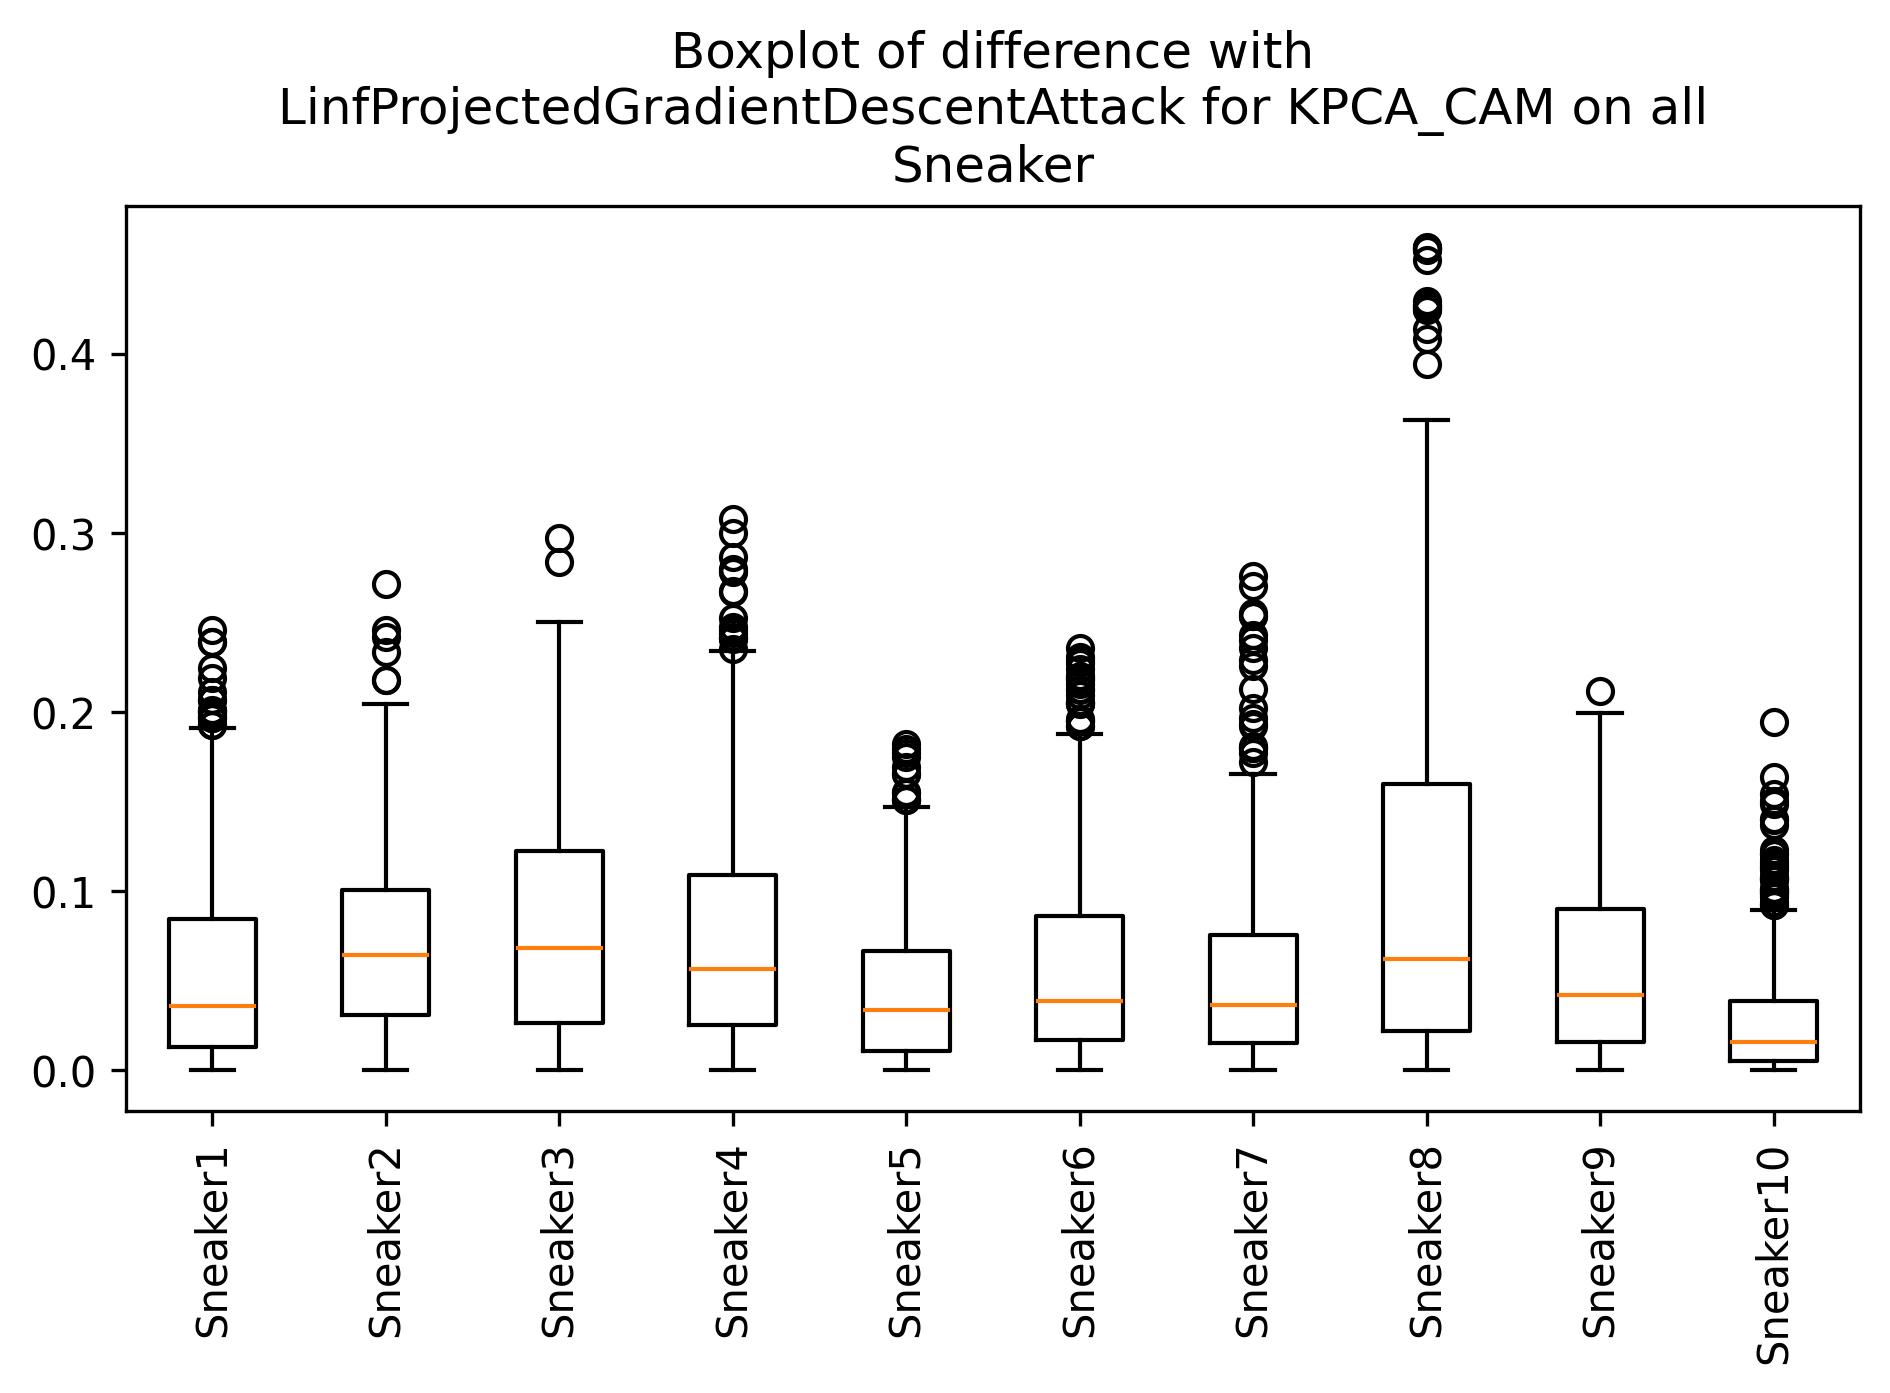 Boxplot of difference with
LinfProjectedGradientDescentAttack for KPCA_CAM on all
Sneaker
0.4
0.3
0.2
0.1
0.0
Sneaker1
Sneaker2
Sneaker3
Sneaker4
Sneaker5
Sneaker6
Sneaker7
Sneaker8
Sneaker9
Sneaker10